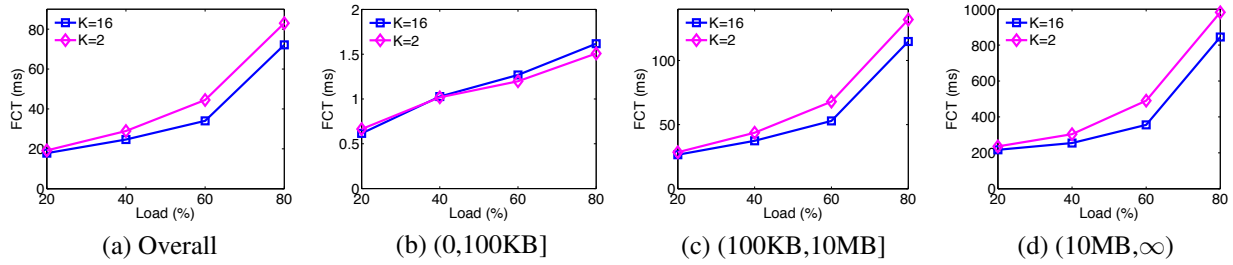 K=16
K=2
FCT (ms)
80
60
40
20
0
20 40 60 80
Load (%)
(a) Overall
K=16
K=2
FCT (ms)
2
1.5
1
0.5
0
20 40 60 80
Load (%)
(b) (0,100KB]
K=16
K=2
FCT (ms)
100
50
0
20 40 60 80
Load (%)
(c) (100KB,10MB]
K=16
K=2
FCT (ms)
1000
800
600
400
200
0
20 40 60 80
Load (%)
(d) (10MB,∞)